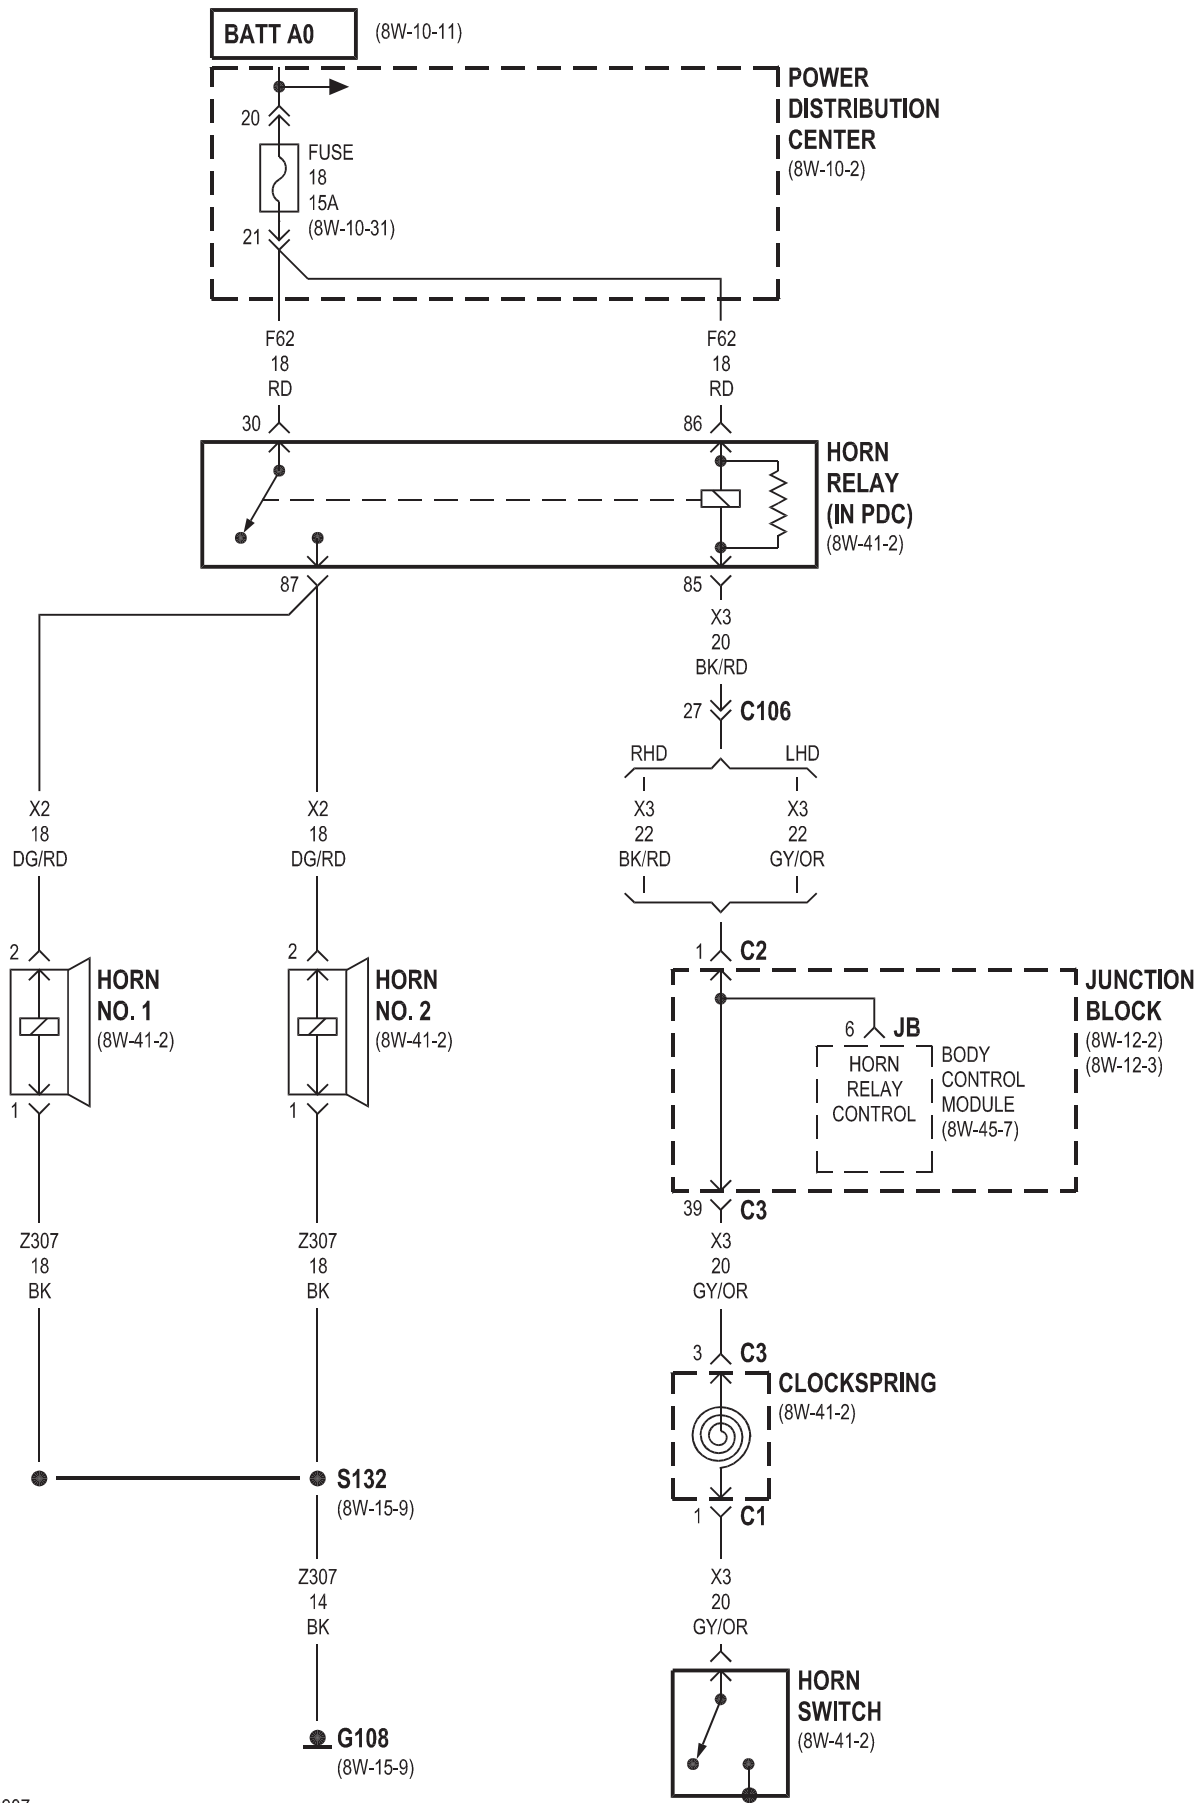 BATT A0
(8W-10-11)
POWER
DISTRIBUTION
CENTER
(8W-10-2)
20
FUSE
18
15A
(8W-10-31)
21
F62
18
RD
F62
18
RD
30
86
HORN
RELAY
(IN PDC)
(8W-41-2)
87
85
X3
20
BK/RD
27
C106
RHD
LHD
X2
18
DG/RD
X2
18
DG/RD
X3
22
BK/RD
X3
22
GY/OR
2
HORN
NO. 1
(8W-41-2)
1
2
HORN
NO. 2
(8W-41-2)
1
1
C2
JUNCTION
BLOCK
(8W-12-2)
(8W-12-3)
6
JB
HORN
RELAY
CONTROL
BODY
CONTROL
MODULE
(8W-45-7)
39
C3
Z307
18
BK
Z307
18
BK
X3
20
GY/OR
3
C3
CLOCKSPRING
(8W-41-2)
1
C1
S132
(8W-15-9)
Z307
14
BK
X3
20
GY/OR
G108
(8W-15-9)
HORN
SWITCH
(8W-41-2)